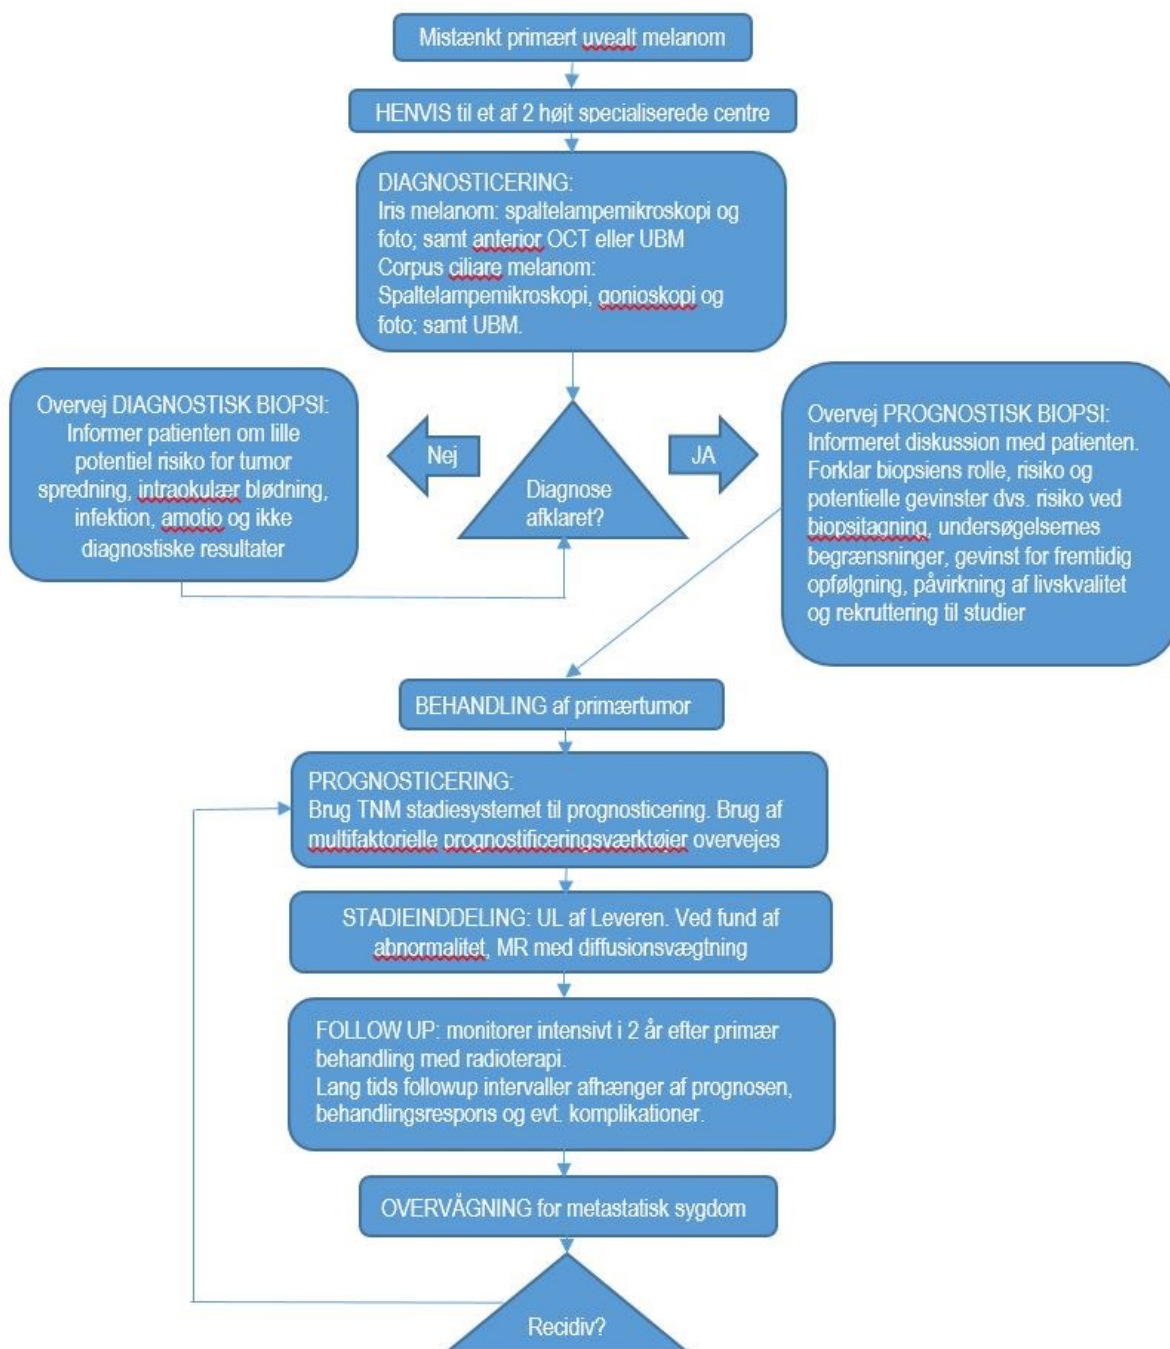 Mistænkt primært uvealt melanom
HENVIS til et af 2 højt specialiserede centre
DIAGNOSTICERING:
Iris melanom: spaltelampemikroskopi og
foto; samt anterior OCT eller UBM
Corpus ciliare melanom:
Spaltelampemikroskopi, gonioskopi og
foto; samt UBM.
Overvej DIAGNOSTISK BIOPSI:
Informer patienten om lille
potentiel risiko for tumor
spredning, intraokulær blødning,
infektion, amotio og ikke
diagnostiske resultater
Nej
Diagnose
afklaret?
JA
Overvej PROGNOSTISK BIOPSI:
Informeret diskussion med patienten.
Forklar biopsiens rolle, risiko og
potentielle gevinster dvs. risiko ved
biopsitagning, undersøgelsernes
begrænsninger, gevinst for fremtidig
opfølgning, påvirkning af livskvalitet
og rekruttering til studier
BEHANDLING af primærtumor
PROGNOSTICERING:
Brug TNM stadiesystemet til prognosticering. Brug af
multifaktorielle prognostificeringsværktøjer overvejes
STADIEINDDELING: UL af Leveren. Ved fund af
abnormalitet, MR med diffusionsvægtning
FOLLOW UP: monitorer intensivt i 2 år efter primær
behandling med radioterapi.
Lang tids followup intervaller afhænger af prognosen,
behandlingsrespons og evt. komplikationer.
OVERVÅGNING for metastatisk sygdom
Recidiv?